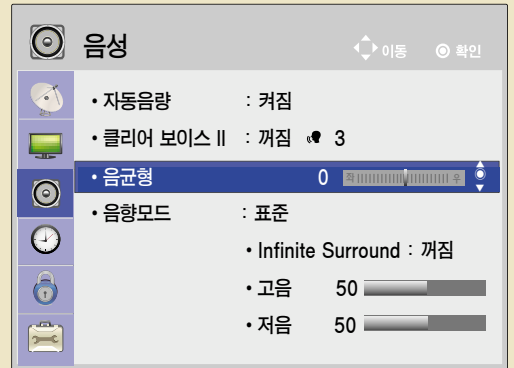 음성 이동 확인
• 자동음량 : 켜짐
• 클리어 보이스 II : 꺼짐 3
• 음균형 0 좌 우
• 음향모드 : 표준
• Infinite Surround : 꺼짐
• 고음 50
• 저음 50